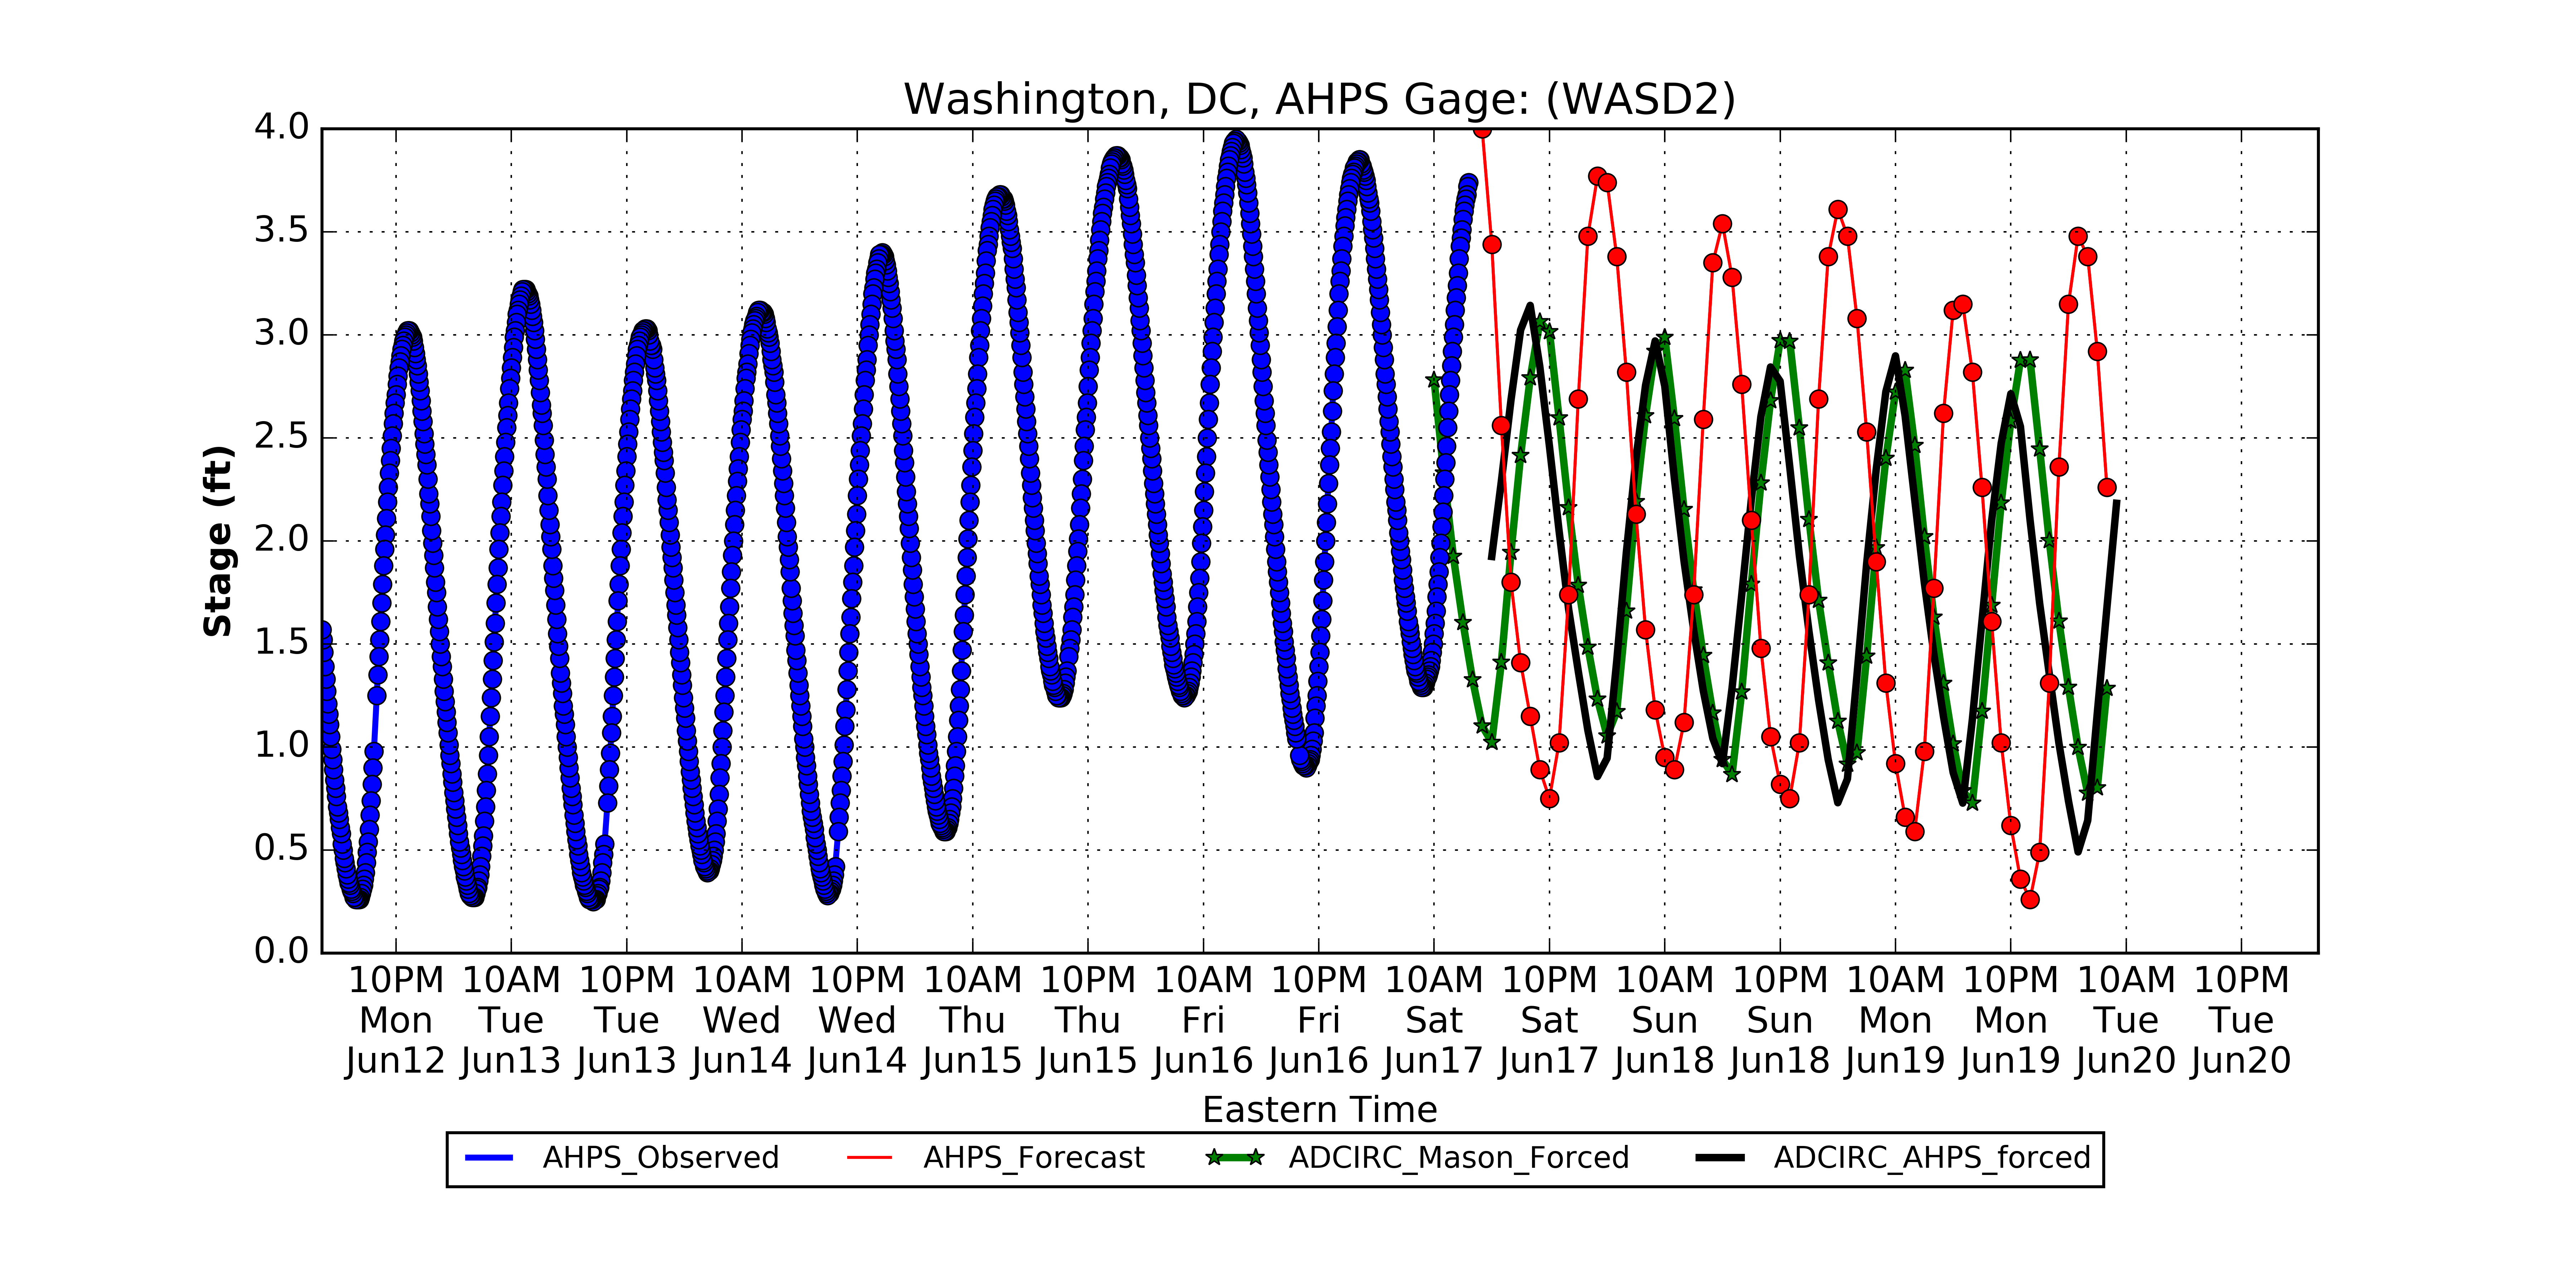 Washington, DC, AHPS Gage: (WASD2)
4.0
3.5
3.0
2.5
2.0
1.5
1.0
0.5
0.0
Stage (ft)
10PM 10AM 10PM 10AM 10PM 10AM 10PM 10AM 10PM 10AM 10PM 10AM 10PM 10AM 10PM 10AM 10PM
Mon Tue Tue Wed Wed Thu Thu Fri Fri Sat Sat Sun Sun Mon Mon Tue Tue
Jun12 Jun13 Jun13 Jun14 Jun14 Jun15 Jun15 Jun16 Jun16 Jun17 Jun17 Jun18 Jun18 Jun19 Jun19 Jun20 Jun20
Eastern Time
AHPS_Observed AHPS_Forecast ADCIRC_Mason_Forced ADCIRC_AHPS_forced